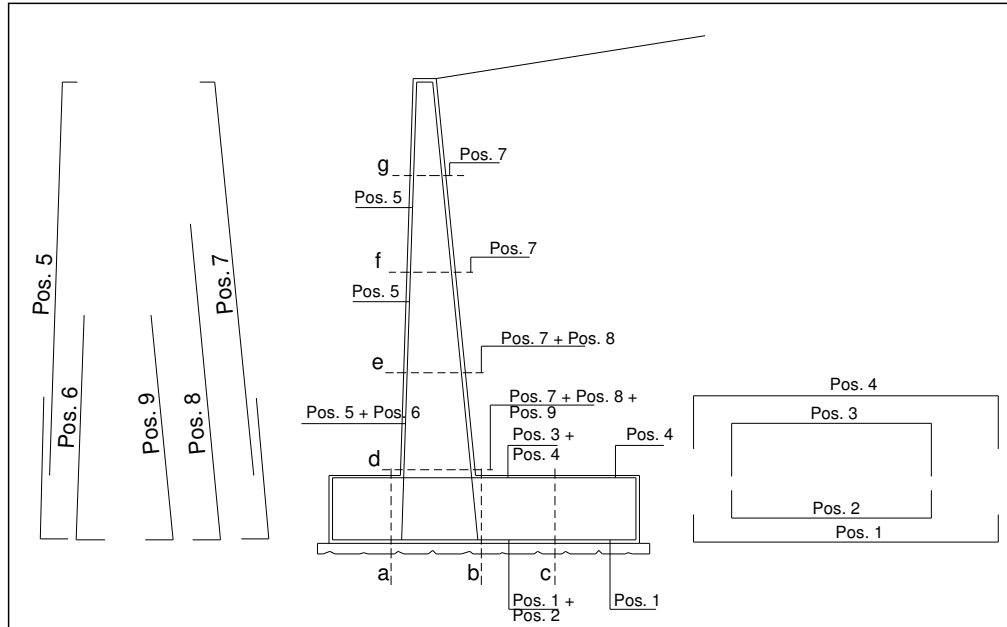 g
Pos. 7
Pos. 5
f
Pos. 7
Pos. 5
e
Pos. 7 + Pos. 8
Pos. 5 + Pos. 6
Pos. 7 + Pos. 8 +
Pos. 9
Pos. 3 +
Pos. 4
Pos. 4
d
a
b
c
Pos. 1 +
Pos. 2
Pos. 1
Pos. 5
Pos. 6
Pos. 9
Pos. 8
Pos. 7
Pos. 4
Pos. 3
Pos. 2
Pos. 1